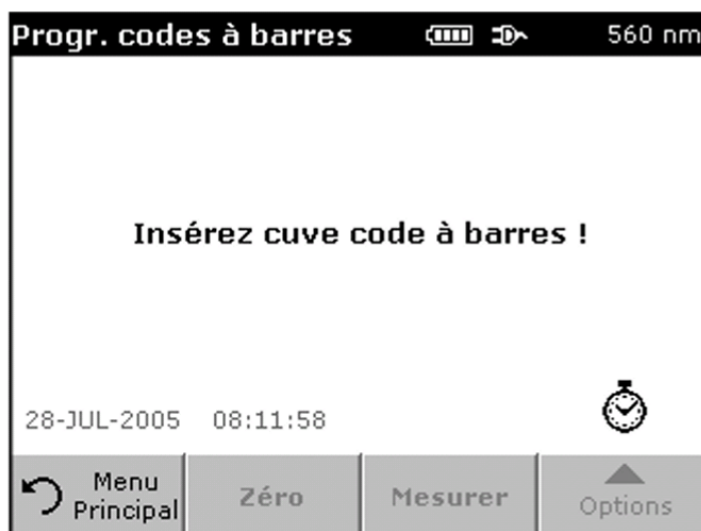 Progr. codes à barres 560 nm
Insérez cuve code à barres !
28-JUL-2005 08:11:58
Menu
Principal
Zéro
Mesurer
Options